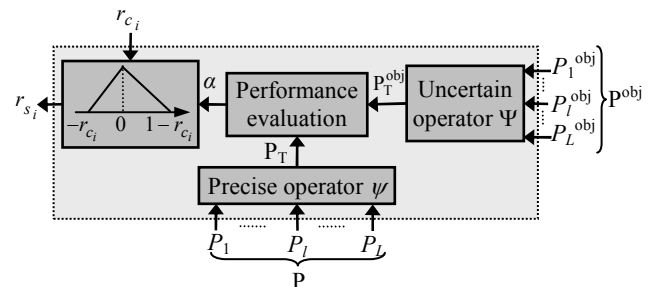 r_{c_i}
r_{s_i}
−r_{c_i} 0 1−r_{c_i}
α
Performance
evaluation
P_T^{obj}
Uncertain
operator Ψ
P_1^{obj}
P_l^{obj}
P_L^{obj}
P^{obj}
P_T
Precise operator ψ
P_1 ....... P_l ....... P_L
P